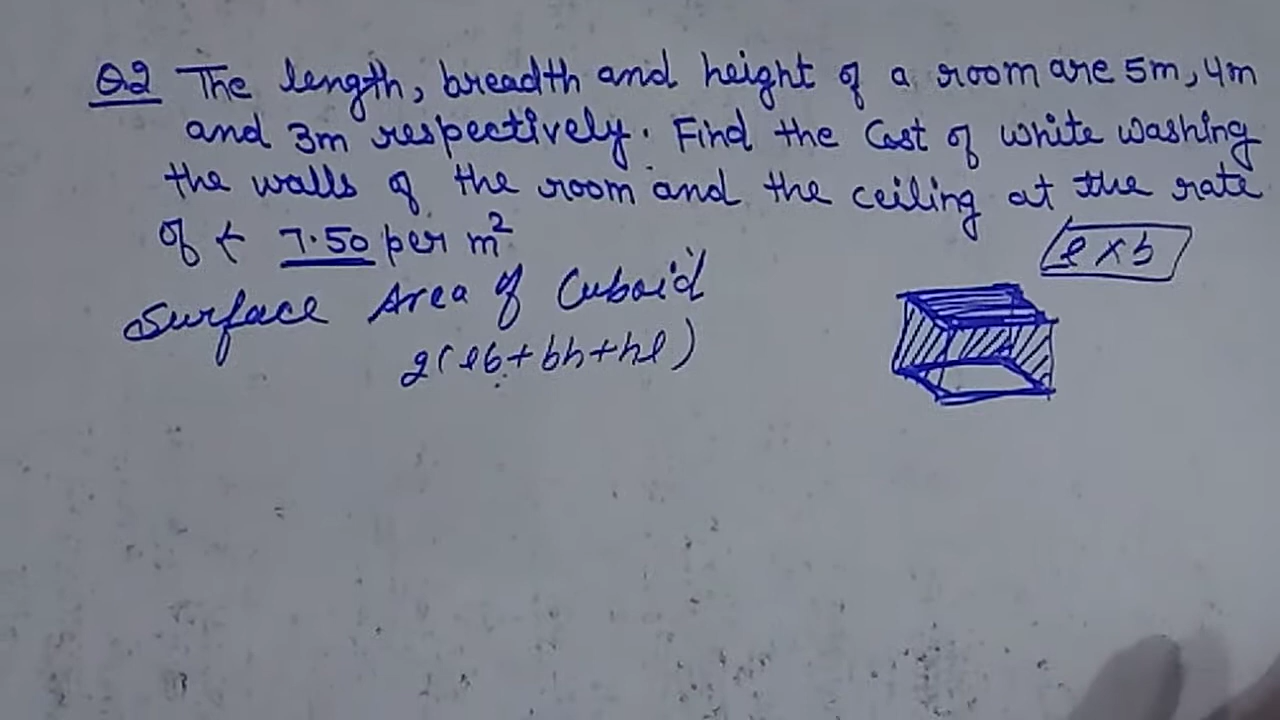 Q.2 The length, breadth and height of a room are 5m, 4m
and 3m respectively. Find the Cost of white washing
the walls of the room and the ceiling at the rate
of ₹ 7.50 per m²
l × b
Surface Area of Cuboid
2(lb+bh+hl)